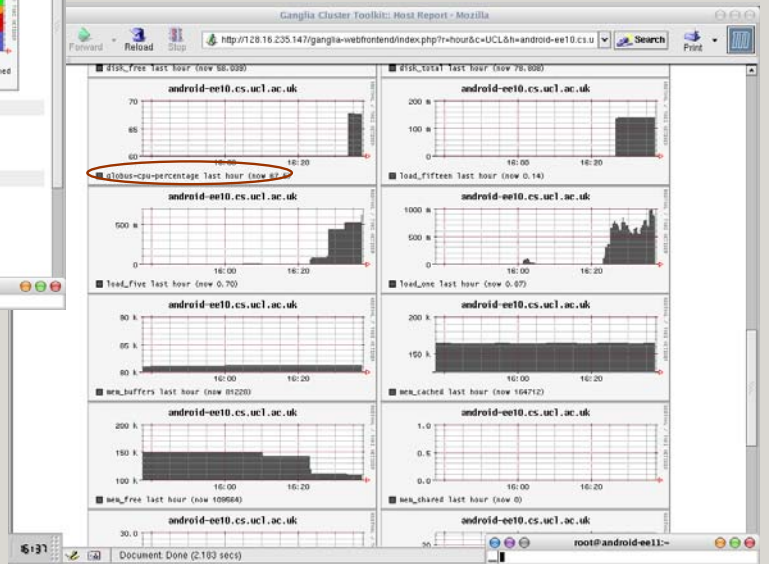 Ganglia Cluster Toolkit:: Host Report - Mozilla
Forward
Reload
Stop
http://128.16.235.147/ganglia-webfrontend/index.php?r=hour&c=UCL&h=android-ee10.cs.u
Search
Print
disk_free last hour (now 58.038)
disk_total last hour (now 78.808)
android-ee10.cs.ucl.ac.uk
70
65
60
16:00 16:20
globus-cpu-percentage last hour (now
android-ee10.cs.ucl.ac.uk
200 m
100 m
0
16:00 16:20
load_fifteen last hour (now 0.14)
android-ee10.cs.ucl.ac.uk
500 m
0
16:00 16:20
load_five last hour (now 0.70)
android-ee10.cs.ucl.ac.uk
1000 m
500 m
0
16:00 16:20
load_one last hour (now 0.87)
android-ee10.cs.ucl.ac.uk
90 k
85 k
80 k
16:00 16:20
mem_buffers last hour (now 81220)
android-ee10.cs.ucl.ac.uk
200 k
150 k
16:00 16:20
mem_cached last hour (now 164712)
android-ee10.cs.ucl.ac.uk
200 k
150 k
100 k
16:00 16:20
mem_free last hour (now 108564)
android-ee10.cs.ucl.ac.uk
1.0
0.5
0.0
16:00 16:20
mem_shared last hour (now 0)
android-ee10.cs.ucl.ac.uk
30.0
android-ee10.cs.ucl.ac.uk
16:37
Document: Done (2.183 secs)
root@android-ee11:~